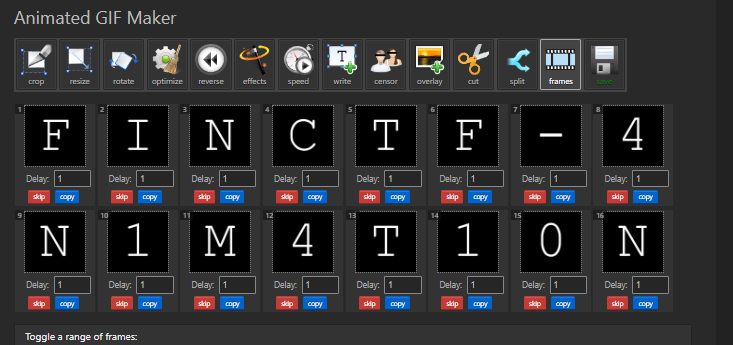 Animated GIF Maker
crop resize rotate optimize reverse effects speed write censor overlay cut split frames save
1 2 3 4 5 6 7 8
F I N C T F - 4
Delay: 1 Delay: 1 Delay: 1 Delay: 1 Delay: 1 Delay: 1 Delay: 1 Delay: 1
skip copy skip copy skip copy skip copy skip copy skip copy skip copy skip copy
9 10 11 12 13 14 15 16
N 1 M 4 T 1 0 N
Delay: 1 Delay: 1 Delay: 1 Delay: 1 Delay: 1 Delay: 1 Delay: 1 Delay: 1
skip copy skip copy skip copy skip copy skip copy skip copy skip copy skip copy
Toggle a range of frames: